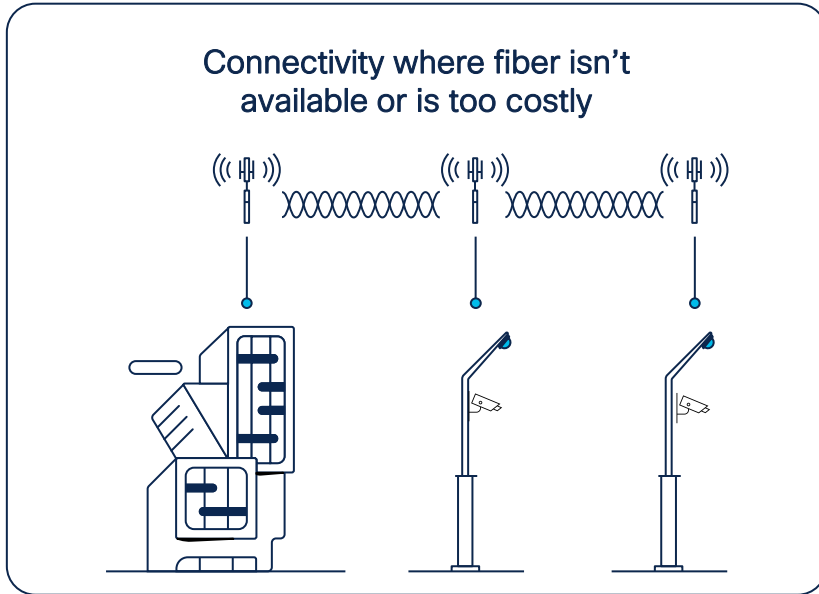 Connectivity where fiber isn’t
available or is too costly